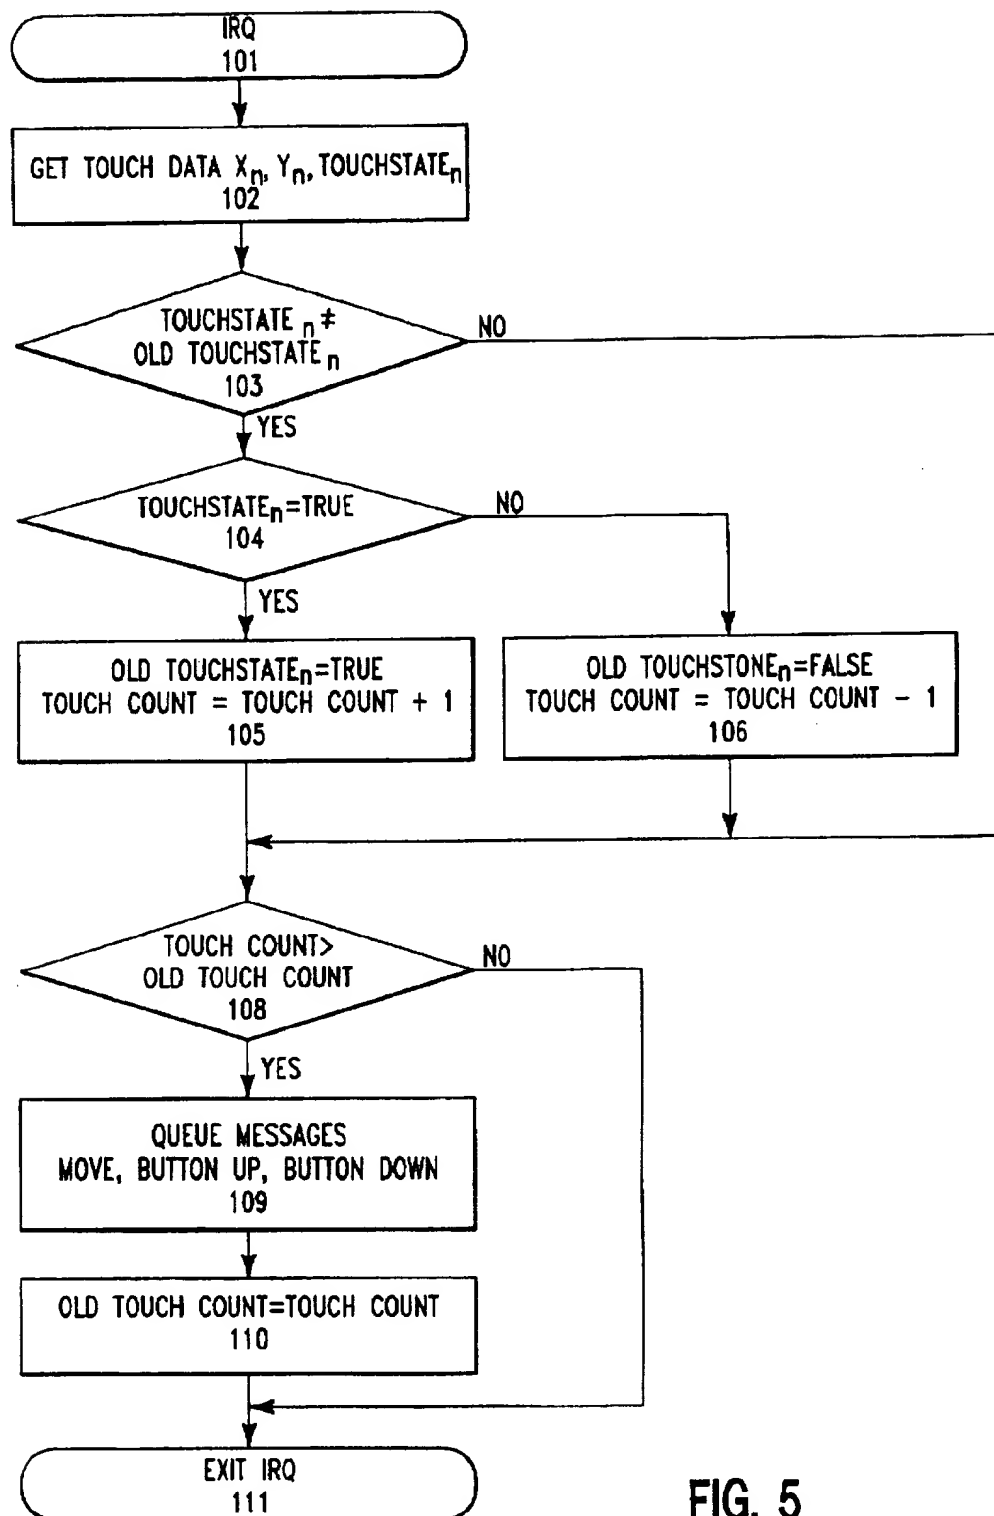 IRQ
101
GET TOUCH DATA Xn, Yn, TOUCHSTATEn
102
TOUCHSTATE n ≠
OLD TOUCHSTATE n
103
NO
YES
TOUCHSTATEn=TRUE
104
NO
YES
OLD TOUCHSTATEn=TRUE
TOUCH COUNT = TOUCH COUNT + 1
105
OLD TOUCHSTONEn=FALSE
TOUCH COUNT = TOUCH COUNT - 1
106
TOUCH COUNT>
OLD TOUCH COUNT
108
NO
YES
QUEUE MESSAGES
MOVE, BUTTON UP, BUTTON DOWN
109
OLD TOUCH COUNT=TOUCH COUNT
110
EXIT IRQ
111
FIG. 5